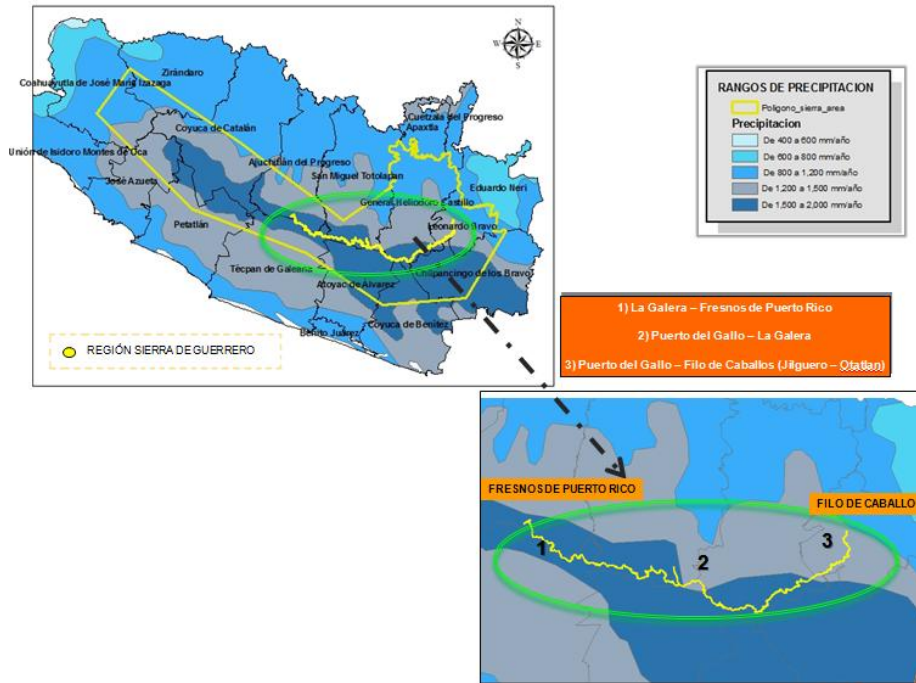 N
W
E
S
Zirándaro
Coahuayutla de José María Izazaga
Cuetzala del Progreso
Apaxtla
Coyuca de Catalán
Unión de Isidoro Montes de Oca
Ajuchitlán del Progreso
San Miguel Totolapan
José Azueta
Eduardo Neri
General Heliodoro Castillo
Petatlán
Leonardo Bravo
Técpan de Galeana
Chilpancingo de los Bravo
Atoyac de Álvarez
Coyuca de Benítez
Benito Juárez
REGIÓN SIERRA DE GUERRERO
RANGOS DE PRECIPITACION
Poligono_sierra_area
Precipitacion
De 400 a 600 mm/año
De 600 a 800 mm/año
De 800 a 1,200 mm/año
De 1,200 a 1,500 mm/año
De 1,500 a 2,000 mm/año
1) La Galera – Fresnos de Puerto Rico
2) Puerto del Gallo – La Galera
3) Puerto del Gallo – Filo de Caballos (Jilguero – Otatlan)
FRESNOS DE PUERTO RICO
FILO DE CABALLO
1
2
3